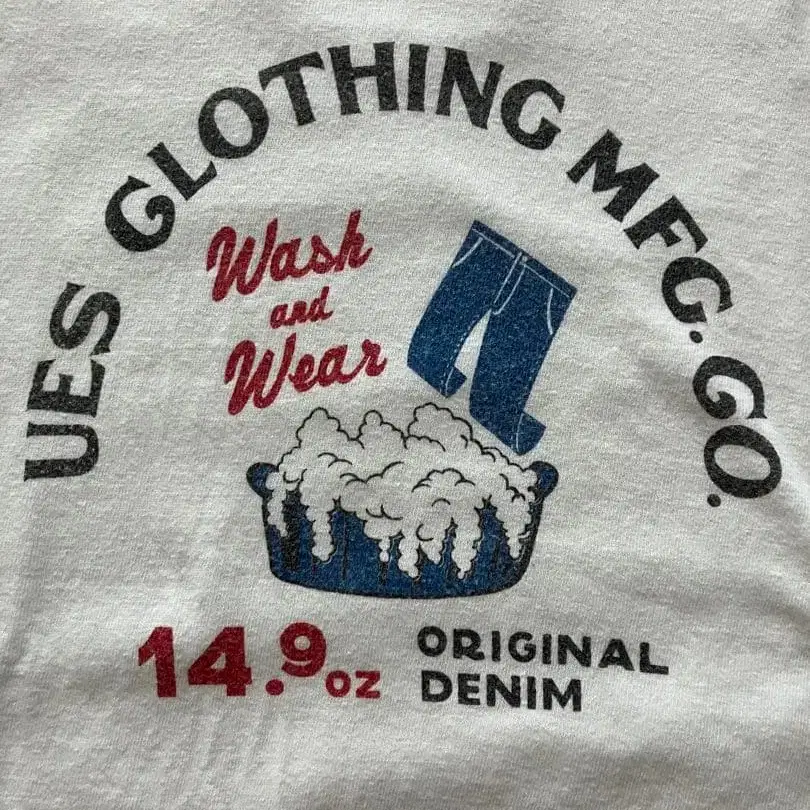 UES CLOTHING MFG. CO.
Wash
and
Wear
14.9oz
ORIGINAL
DENIM